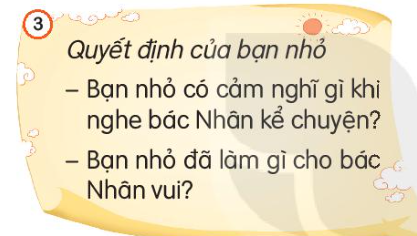 3
Quyết định của bạn nhỏ
– Bạn nhỏ có cảm nghĩ gì khi
nghe bác Nhân kể chuyện?
– Bạn nhỏ đã làm gì cho bác
Nhân vui?